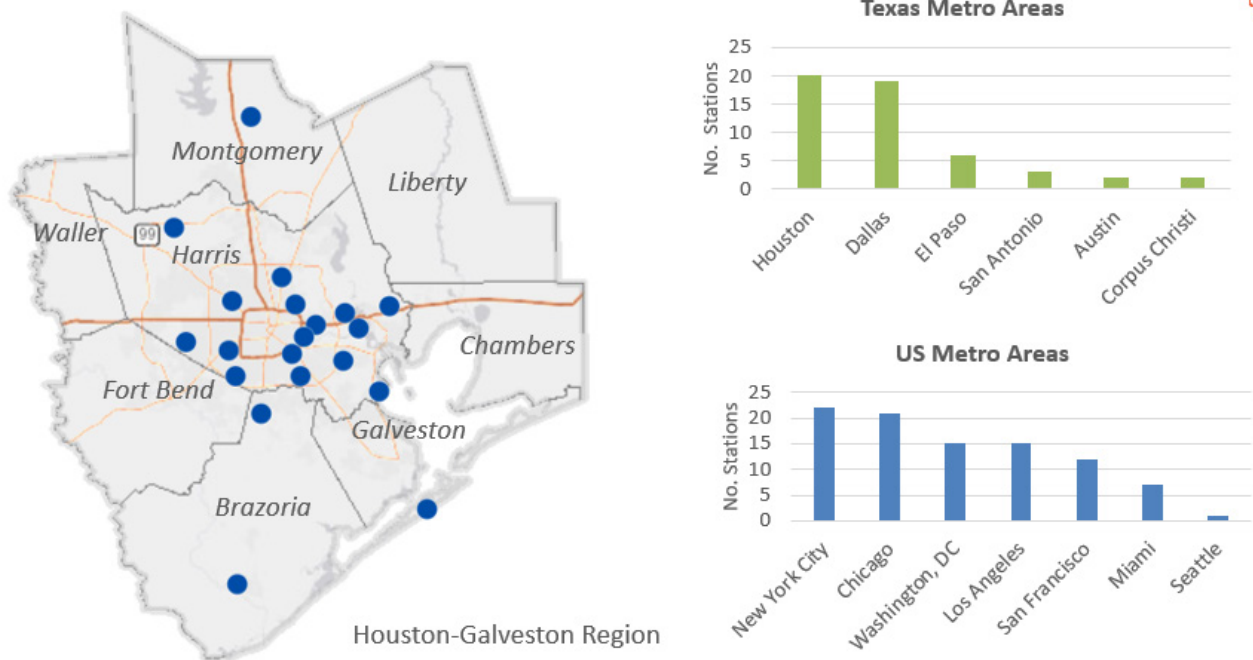 Montgomery
Liberty
Waller
99
Harris
Chambers
Fort Bend
Galveston
Brazoria
Houston-Galveston Region
Texas Metro Areas
No. Stations
25
20
15
10
5
0
Houston
Dallas
El Paso
San Antonio
Austin
Corpus Christi
US Metro Areas
No. Stations
25
20
15
10
5
0
New York City
Chicago
Washington, DC
Los Angeles
San Francisco
Miami
Seattle